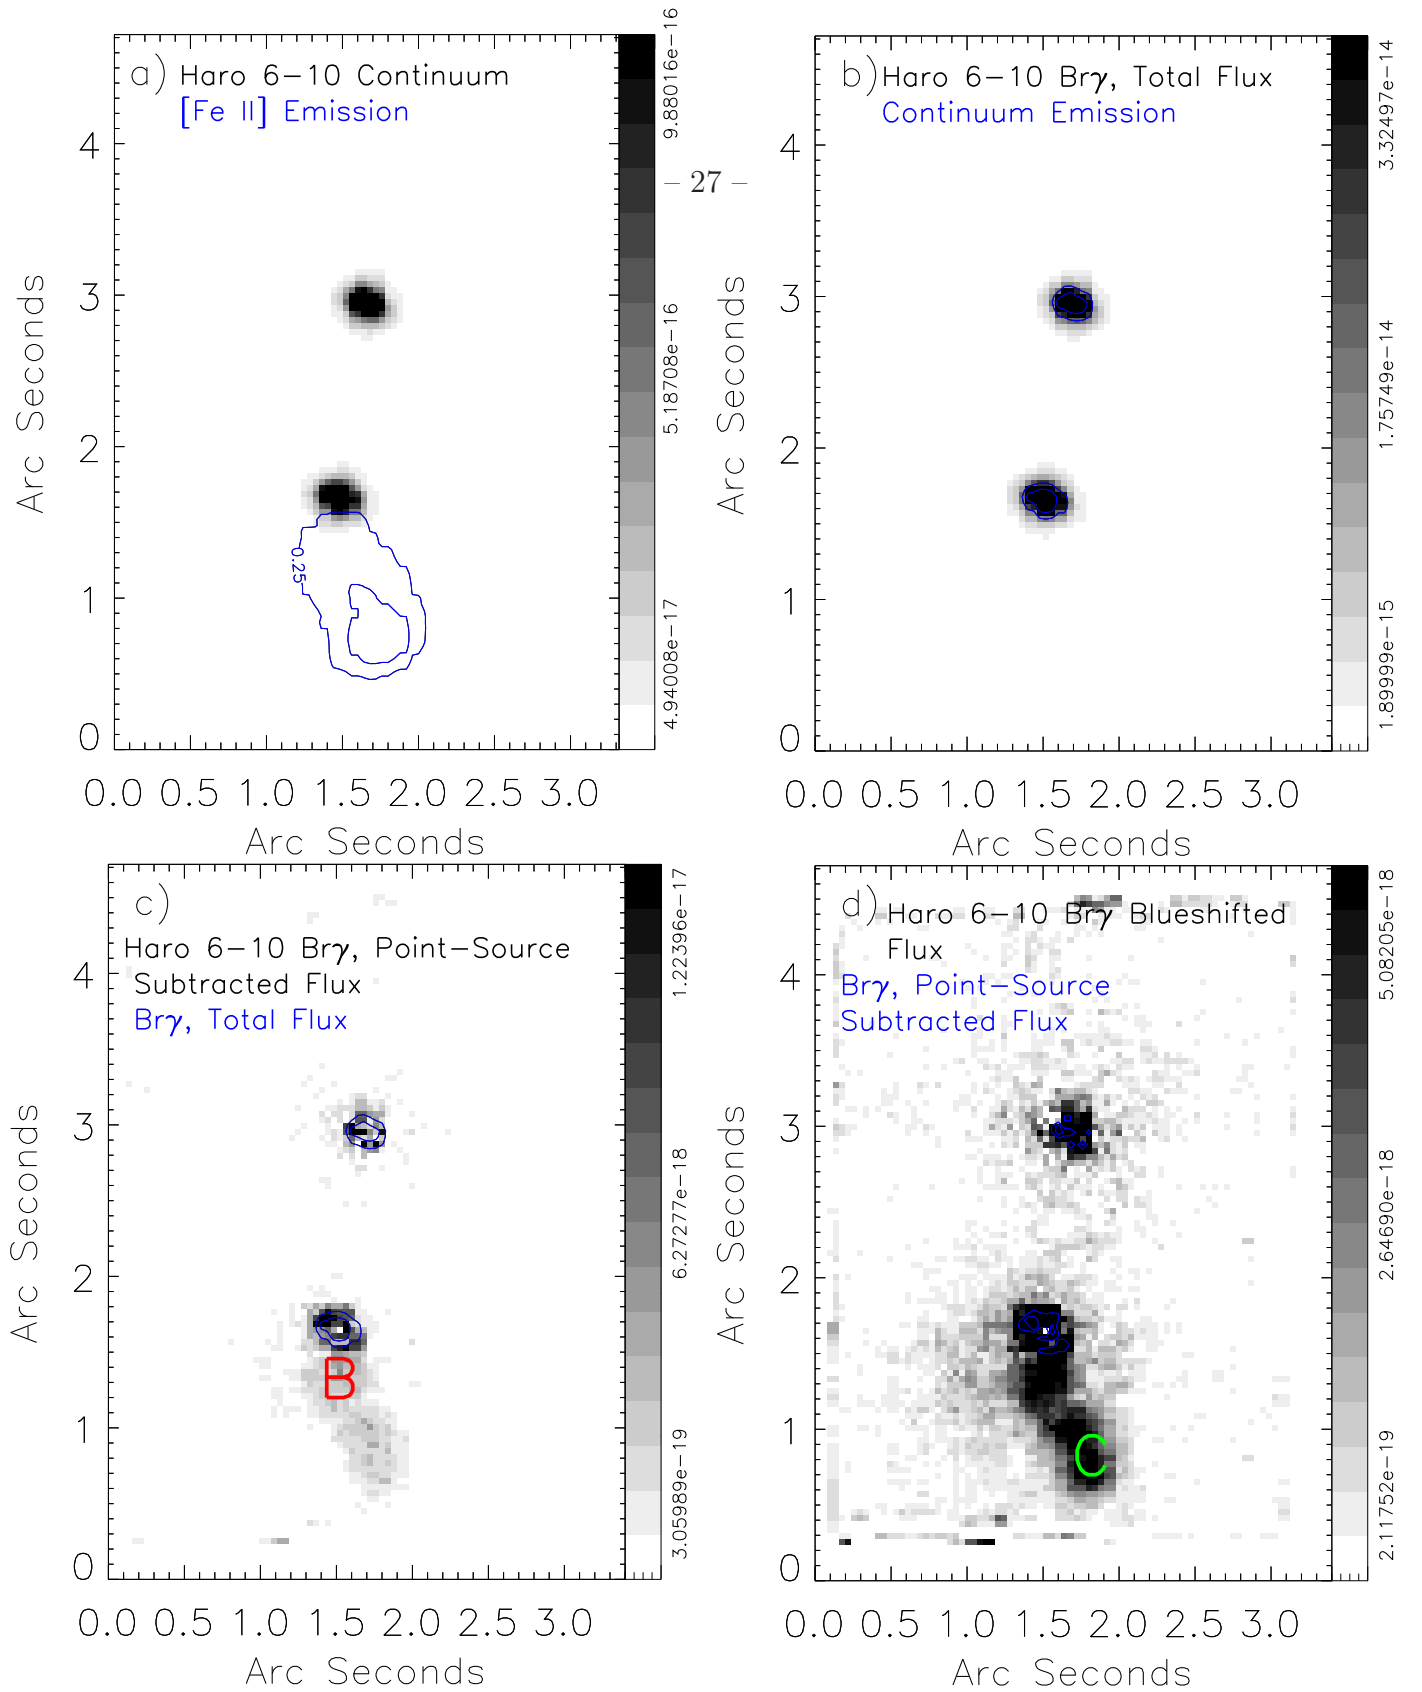 a) Haro 6-10 Continuum
[Fe II] Emission
4
3
2
1
0
0.25
0.0 0.5 1.0 1.5 2.0 2.5 3.0
Arc Seconds
Arc Seconds
9.88016e-16
5.18708e-16
4.94008e-17
– 27 –
b) Haro 6-10 Brγ, Total Flux
Continuum Emission
4
3
2
1
0
0.0 0.5 1.0 1.5 2.0 2.5 3.0
Arc Seconds
Arc Seconds
3.32497e-14
1.75749e-14
1.89999e-15
c)
Haro 6-10 Brγ, Point-Source
Subtracted Flux
Brγ, Total Flux
4
3
2
1
0
B
0.0 0.5 1.0 1.5 2.0 2.5 3.0
Arc Seconds
Arc Seconds
1.22396e-17
6.27277e-18
3.05989e-19
d) Haro 6-10 Brγ Blueshifted
Flux
Brγ, Point-Source
Subtracted Flux
4
3
2
1
0
C
0.0 0.5 1.0 1.5 2.0 2.5 3.0
Arc Seconds
Arc Seconds
5.08205e-18
2.64690e-18
2.11752e-19